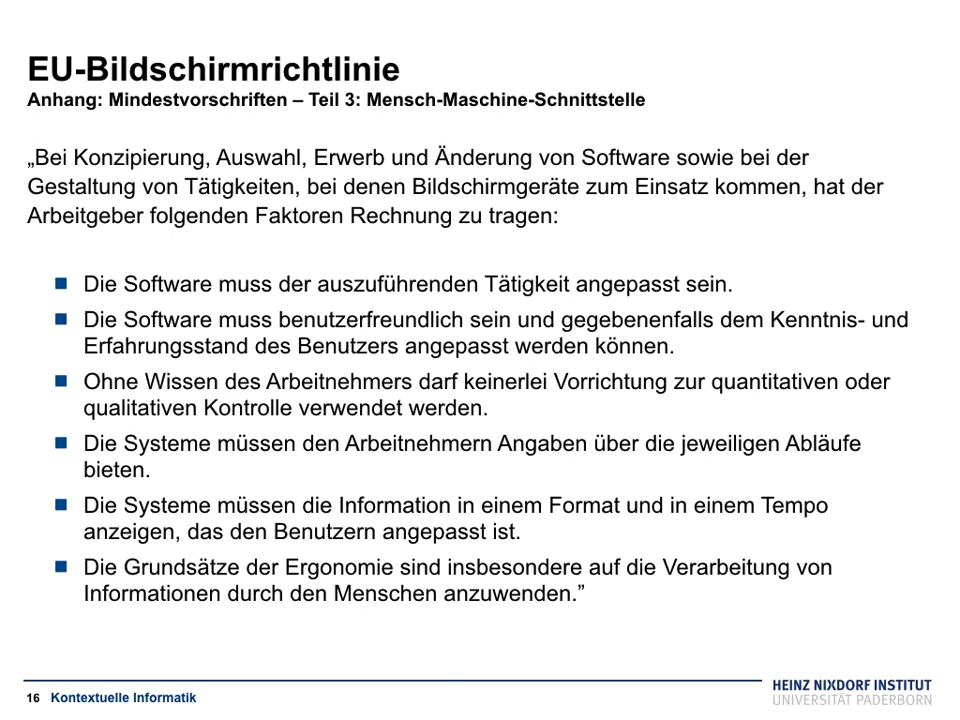 EU-Bildschirmrichtlinie
Anhang: Mindestvorschriften – Teil 3: Mensch-Maschine-Schnittstelle
„Bei Konzipierung, Auswahl, Erwerb und Änderung von Software sowie bei der
Gestaltung von Tätigkeiten, bei denen Bildschirmgeräte zum Einsatz kommen, hat der
Arbeitgeber folgenden Faktoren Rechnung zu tragen:
Die Software muss der auszuführenden Tätigkeit angepasst sein.
Die Software muss benutzerfreundlich sein und gegebenenfalls dem Kenntnis- und
Erfahrungsstand des Benutzers angepasst werden können.
Ohne Wissen des Arbeitnehmers darf keinerlei Vorrichtung zur quantitativen oder
qualitativen Kontrolle verwendet werden.
Die Systeme müssen den Arbeitnehmern Angaben über die jeweiligen Abläufe
bieten.
Die Systeme müssen die Information in einem Format und in einem Tempo
anzeigen, das den Benutzern angepasst ist.
Die Grundsätze der Ergonomie sind insbesondere auf die Verarbeitung von
Informationen durch den Menschen anzuwenden.”
16 Kontextuelle Informatik
HEINZ NIXDORF INSTITUT
UNIVERSITÄT PADERBORN